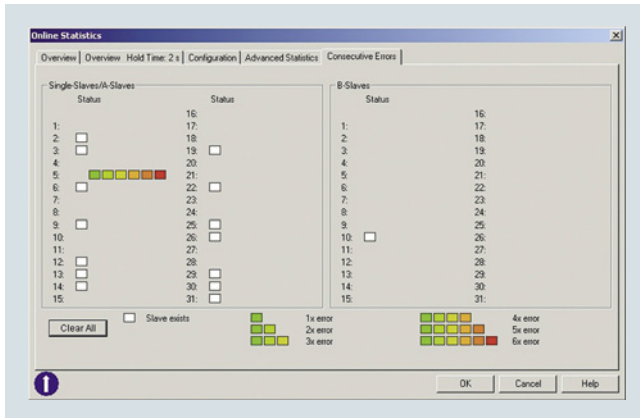 Online Statistics
Overview Overview Hold Time: 2 s Configuration Advanced Statistics Consecutive Errors
Single-Slaves/A-Slaves B-Slaves
Status Status Status
16: 16:
1: 17: 1: 17:
2: 18: 2: 18:
3: 19: 3: 19:
4: 20: 4: 20:
5: 21: 5: 21:
6: 22: 6: 22:
7: 23: 7: 23:
8: 24: 8: 24:
9: 25: 9: 25:
10: 26: 10: 26:
11: 27: 11: 27:
12: 28: 12: 28:
13: 29: 13: 29:
14: 30: 14: 30:
15: 31: 15: 31:
Clear All Slave exists 1x error 4x error
2x error 5x error
3x error 6x error
OK Cancel Help